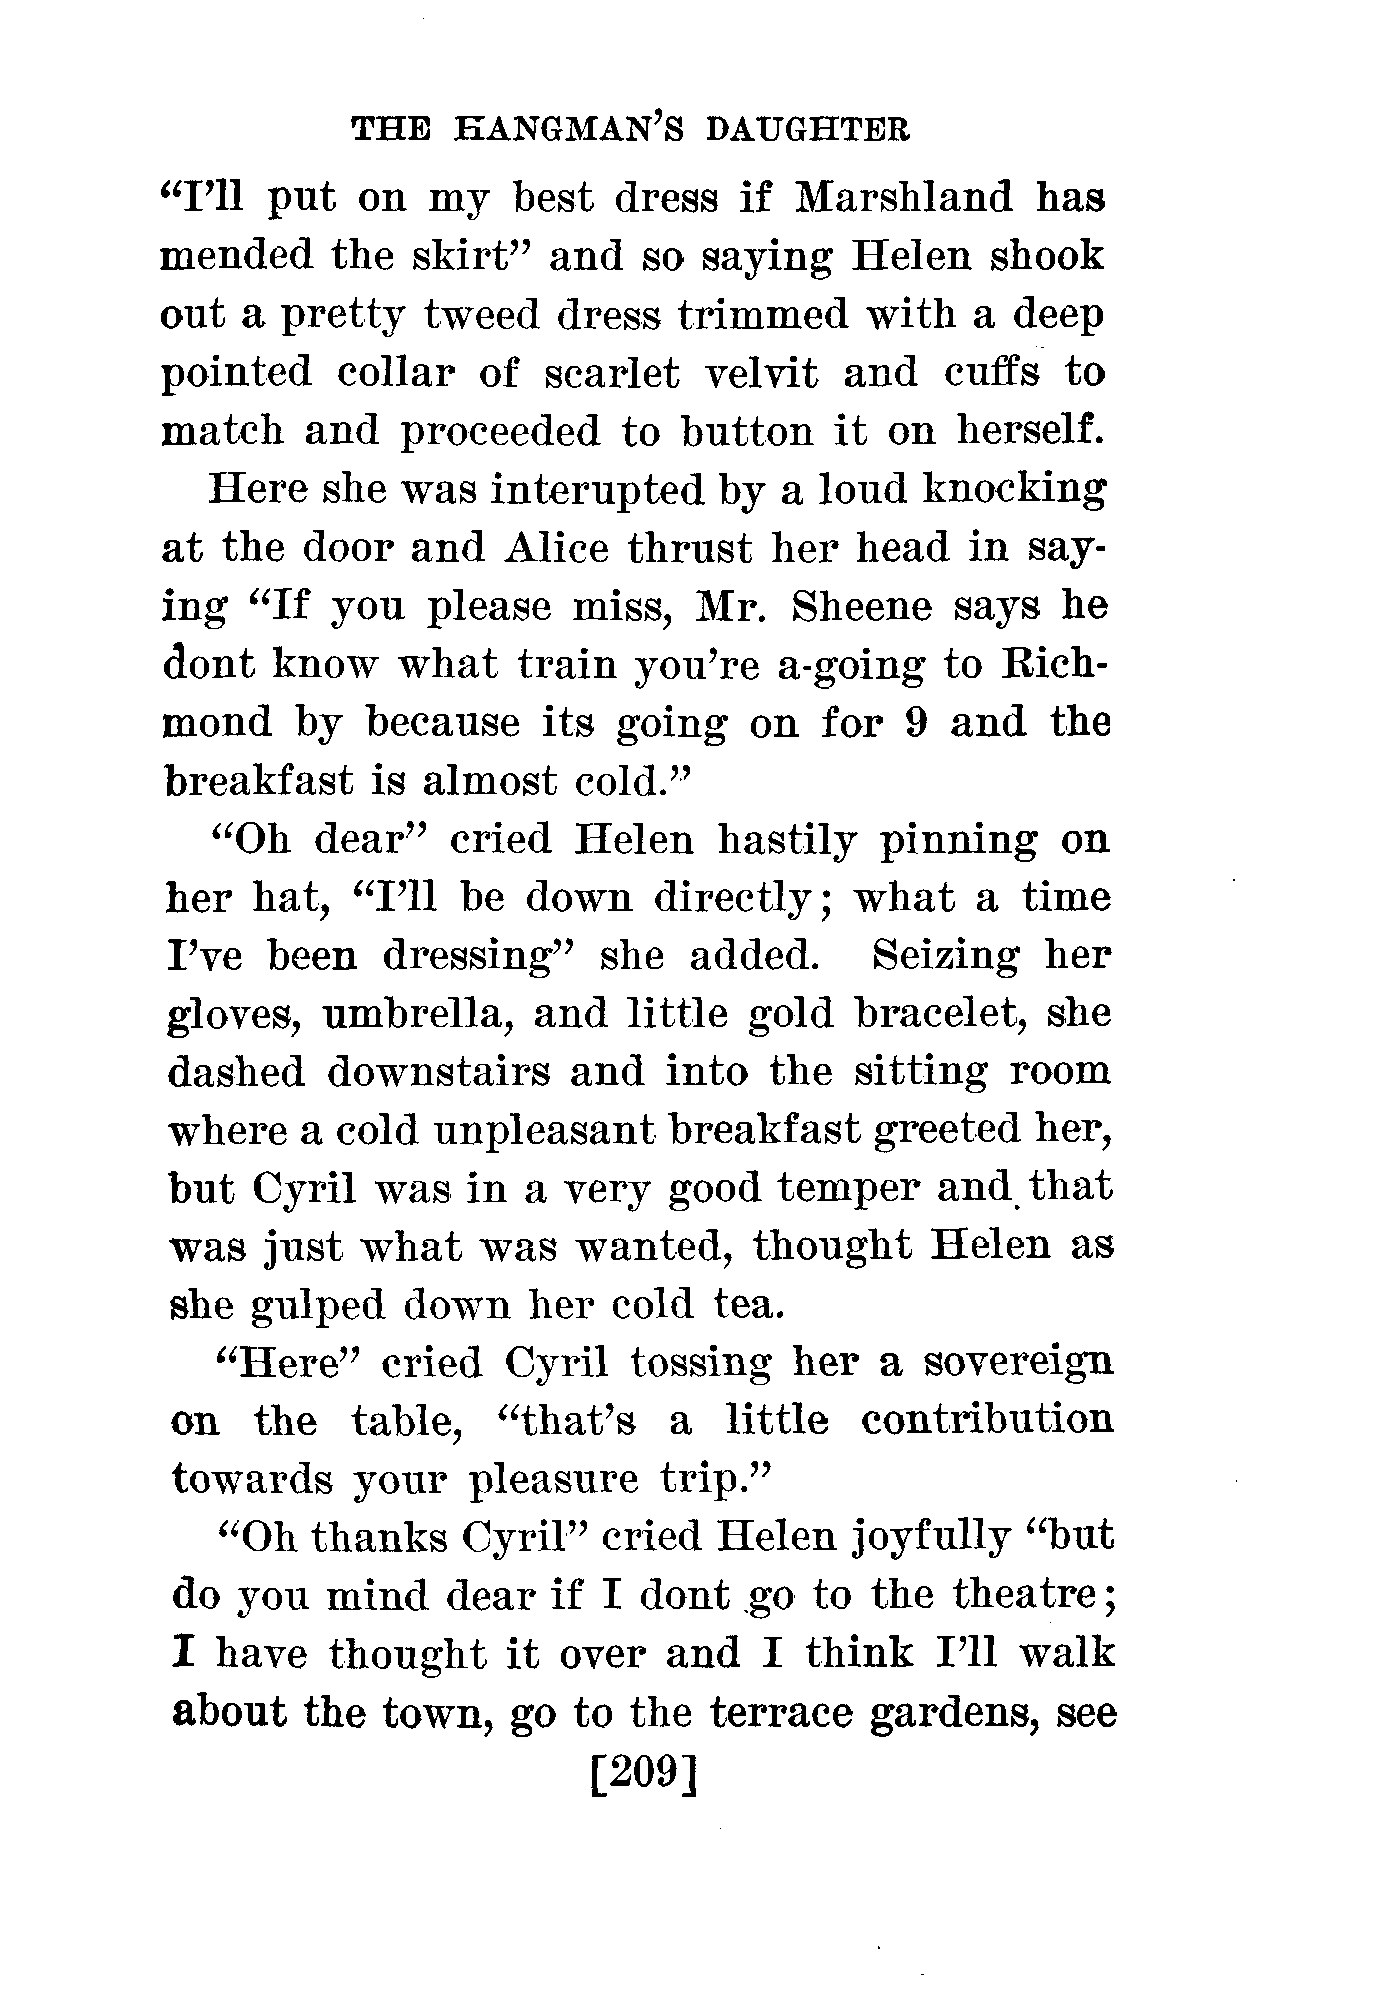 THE HANGMAN'S DAUGHTER
"I'll put on my best dress if Marshland has
mended the skirt" and so saying Helen shook
out a pretty tweed dress trimmed with a deep
pointed collar of scarlet velvit and cuffs to
match and proceeded to button it on herself.
Here she was interupted by a loud knocking
at the door and Alice thrust her head in say-
ing "If you please miss, Mr. Sheene says he
dont know what train you're a-going to Rich-
mond by because its going on for 9 and the
breakfast is almost cold."
"Oh dear" cried Helen hastily pinning on
her hat, "I'll be down directly; what a time
I've been dressing" she added. Seizing her
gloves, umbrella, and little gold bracelet, she
dashed downstairs and into the sitting room
where a cold unpleasant breakfast greeted her,
but Cyril was in a very good temper and that
was just what was wanted, thought Helen as
she gulped down her cold tea.
"Here" cried Cyril tossing her a sovereign
on the table, "that's a little contribution
towards your pleasure trip."
"Oh thanks Cyril" cried Helen joyfully "but
do you mind dear if I dont go to the theatre;
I have thought it over and I think I'll walk
about the town, go to the terrace gardens, see
[209]